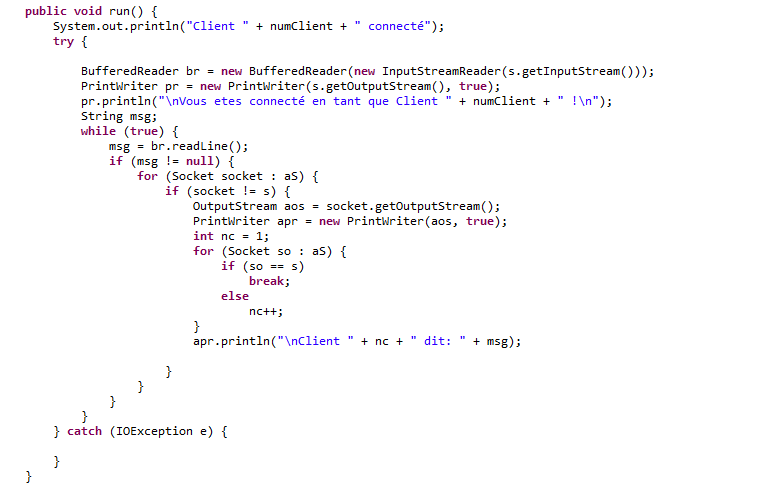 public void run() {
System.out.println("Client " + numClient + " connecté");
try {
BufferedReader br = new BufferedReader(new InputStreamReader(s.getInputStream()));
PrintWriter pr = new PrintWriter(s.getOutputStream(), true);
pr.println("\nVous etes connecté en tant que Client " + numClient + " !\n");
String msg;
while (true) {
msg = br.readLine();
if (msg != null) {
for (Socket socket : aS) {
if (socket != s) {
OutputStream aos = socket.getOutputStream();
PrintWriter apr = new PrintWriter(aos, true);
int nc = 1;
for (Socket so : aS) {
if (so == s)
break;
else
nc++;
}
apr.println("\nClient " + nc + " dit: " + msg);
}
}
}
}
} catch (IOException e) {
}
}